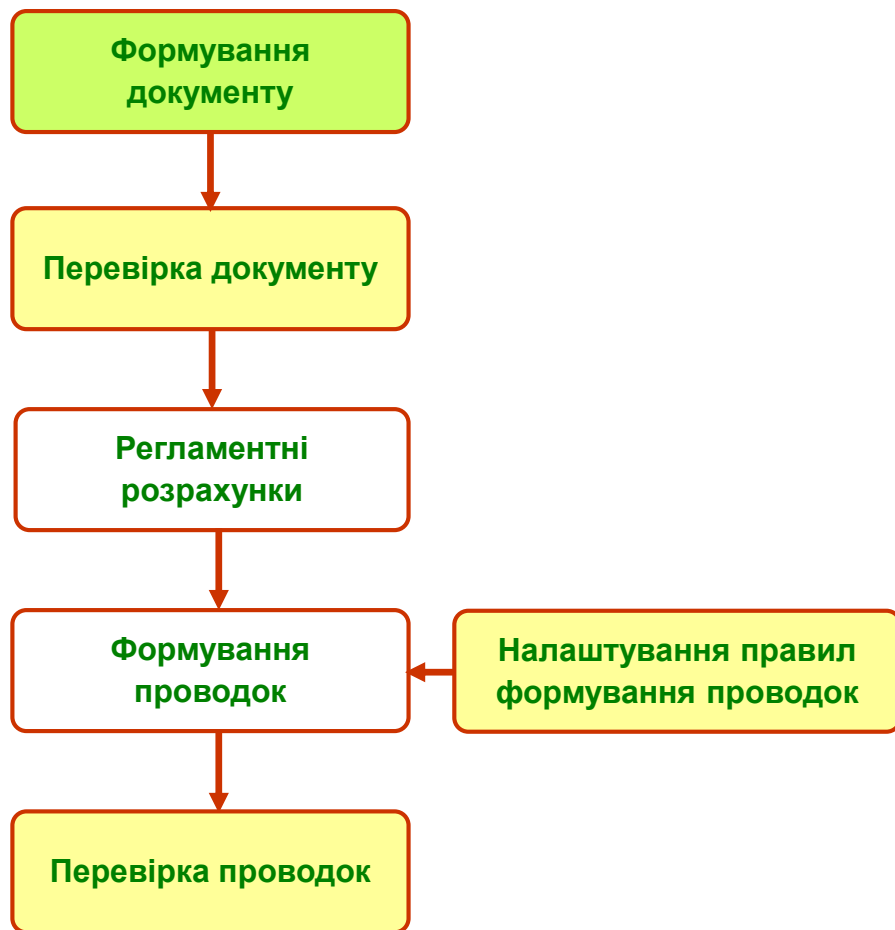 Формування
документу
Перевірка документу
Регламентні
розрахунки
Формування
проводок
Налаштування правил
формування проводок
Перевірка проводок